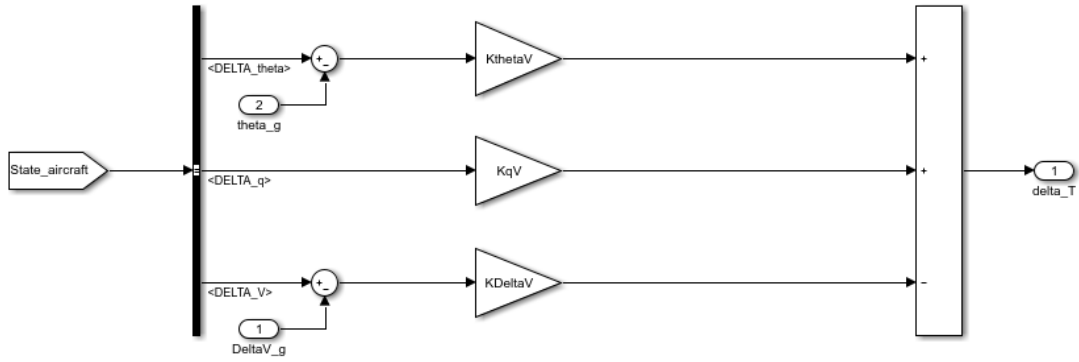 +
-
KthetaV
+
<DELTA_theta>
2
theta_g
State_aircraft
<DELTA_q>
KqV
+
1
delta_T
+
-
KDeltaV
-
<DELTA_V>
1
DeltaV_g